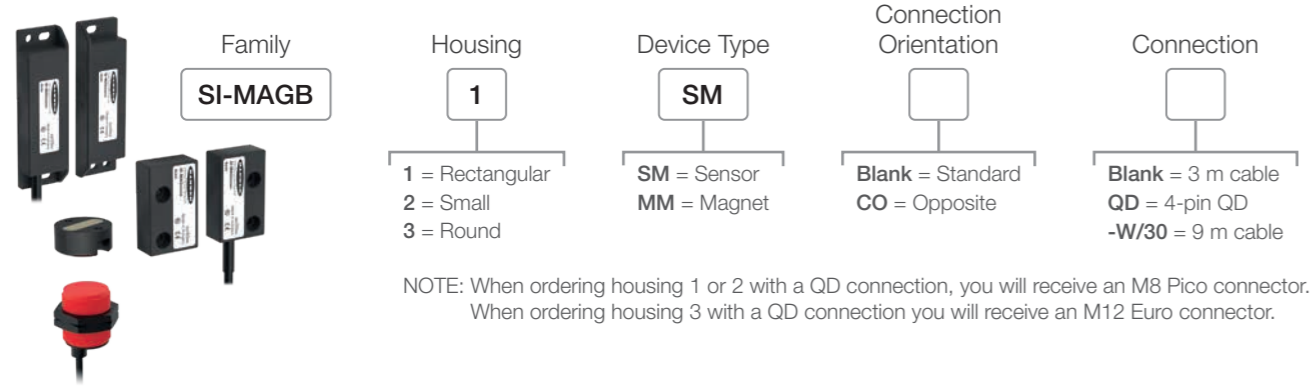 Family
Housing
Device Type
Connection
Orientation
Connection
SI-MAGB
1
SM
1 = Rectangular
2 = Small
3 = Round
SM = Sensor
MM = Magnet
Blank = Standard
CO = Opposite
Blank = 3 m cable
QD = 4-pin QD
-W/30 = 9 m cable
NOTE: When ordering housing 1 or 2 with a QD connection, you will receive an M8 Pico connector.
When ordering housing 3 with a QD connection you will receive an M12 Euro connector.